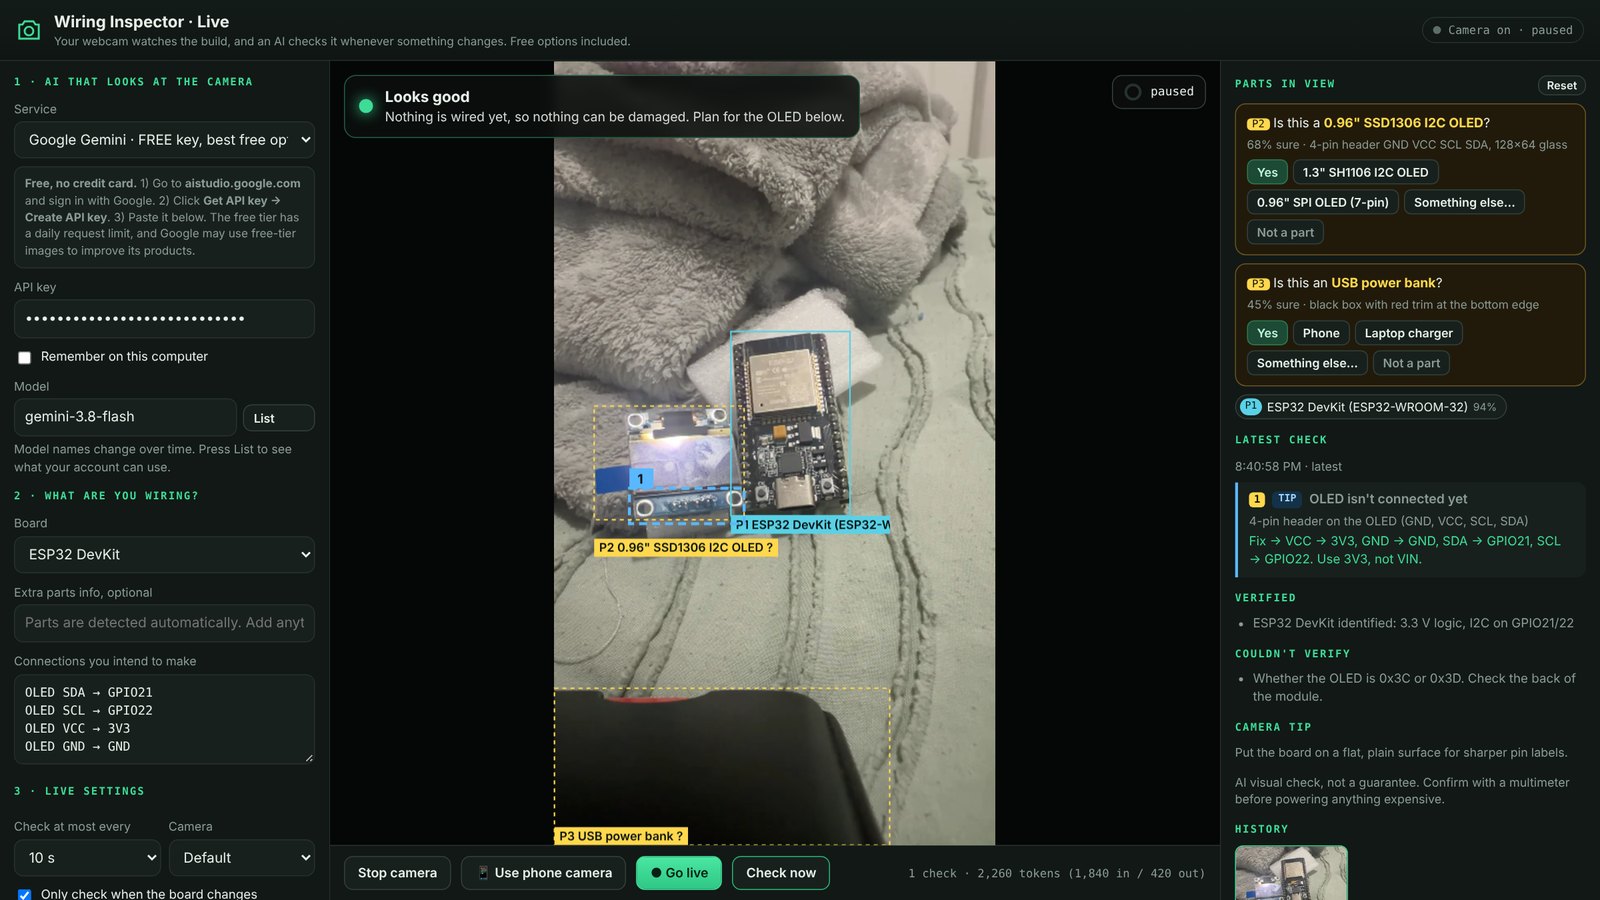 Wiring Inspector · Live
Your webcam watches the build, and an AI checks it whenever something changes. Free options included.
Camera on · paused
1 · AI THAT LOOKS AT THE CAMERA
Service
Google Gemini · FREE key, best free op
Free, no credit card. 1) Go to aistudio.google.com
and sign in with Google. 2) Click Get API key →
Create API key. 3) Paste it below. The free tier has
a daily request limit, and Google may use free-tier
images to improve its products.
API key
••••••••••••••••••••••••••••
Remember on this computer
Model
gemini-3.8-flash
List
Model names change over time. Press List to see
what your account can use.
2 · WHAT ARE YOU WIRING?
Board
ESP32 DevKit
Extra parts info, optional
Parts are detected automatically. Add anyt
Connections you intend to make
OLED SDA → GPIO21
OLED SCL → GPIO22
OLED VCC → 3V3
OLED GND → GND
3 · LIVE SETTINGS
Check at most every
Camera
10 s
Default
Only check when the board changes
Looks good
Nothing is wired yet, so nothing can be damaged. Plan for the OLED below.
paused
1
P1 ESP32 DevKit (ESP32-W
P2 0.96" SSD1306 I2C OLED ?
P3 USB power bank ?
Stop camera
Use phone camera
Go live
Check now
1 check · 2,260 tokens (1,840 in / 420 out)
PARTS IN VIEW
Reset
P2 Is this a 0.96" SSD1306 I2C OLED?
68% sure · 4-pin header GND VCC SCL SDA, 128×64 glass
Yes
1.3" SH1106 I2C OLED
0.96" SPI OLED (7-pin)
Something else...
Not a part
P3 Is this an USB power bank?
45% sure · black box with red trim at the bottom edge
Yes
Phone
Laptop charger
Something else...
Not a part
P1 ESP32 DevKit (ESP32-WROOM-32) 94%
LATEST CHECK
8:40:58 PM · latest
1 TIP OLED isn't connected yet
4-pin header on the OLED (GND, VCC, SCL, SDA)
Fix → VCC → 3V3, GND → GND, SDA → GPIO21, SCL
→ GPIO22. Use 3V3, not VIN.
VERIFIED
• ESP32 DevKit identified: 3.3 V logic, I2C on GPIO21/22
COULDN'T VERIFY
• Whether the OLED is 0x3C or 0x3D. Check the back of
the module.
CAMERA TIP
Put the board on a flat, plain surface for sharper pin labels.
AI visual check, not a guarantee. Confirm with a multimeter
before powering anything expensive.
HISTORY